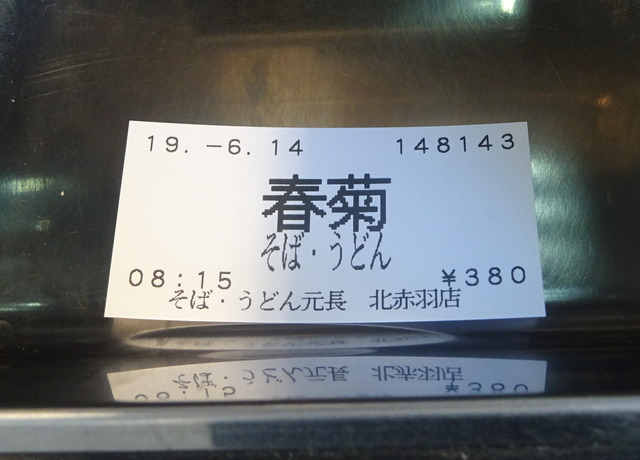 19.-6.14 148143
春菊
そば・うどん
08:15 ¥380
そば・うどん元長 北赤羽店